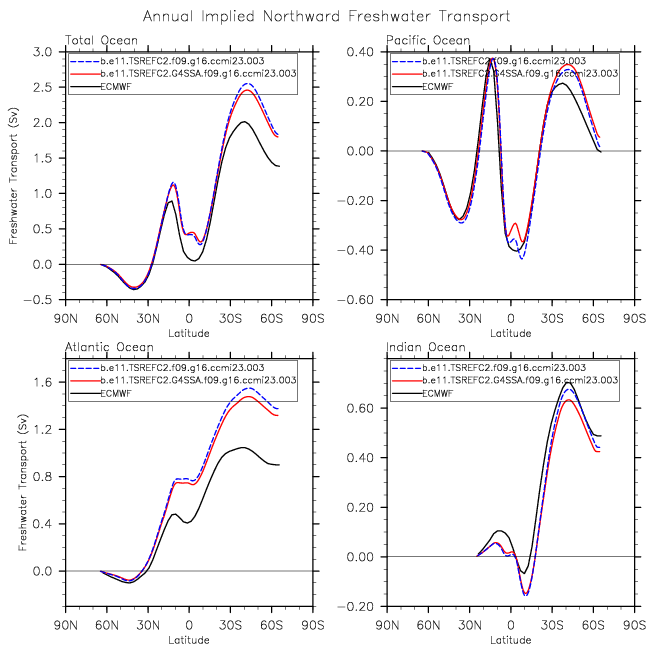 Annual Implied Northward Freshwater Transport
Total Ocean
b.e11.TSREFC2.f09.g16.ccmi23.003
b.e11.TSREFC2.G4SSA.f09.g16.ccmi23.003
ECMWF
Freshwater Transport (Sv)
3.0
2.5
2.0
1.5
1.0
0.5
0.0
-0.5
90N 60N 30N 0 30S 60S 90S
Latitude
Pacific Ocean
b.e11.TSREFC2.f09.g16.ccmi23.003
b.e11.TSREFC2.G4SSA.f09.g16.ccmi23.003
ECMWF
0.40
0.20
0.00
-0.20
-0.40
-0.60
90N 60N 30N 0 30S 60S 90S
Latitude
Atlantic Ocean
b.e11.TSREFC2.f09.g16.ccmi23.003
b.e11.TSREFC2.G4SSA.f09.g16.ccmi23.003
ECMWF
Freshwater Transport (Sv)
1.6
1.2
0.8
0.4
0.0
90N 60N 30N 0 30S 60S 90S
Latitude
Indian Ocean
b.e11.TSREFC2.f09.g16.ccmi23.003
b.e11.TSREFC2.G4SSA.f09.g16.ccmi23.003
ECMWF
0.60
0.40
0.20
0.00
-0.20
90N 60N 30N 0 30S 60S 90S
Latitude